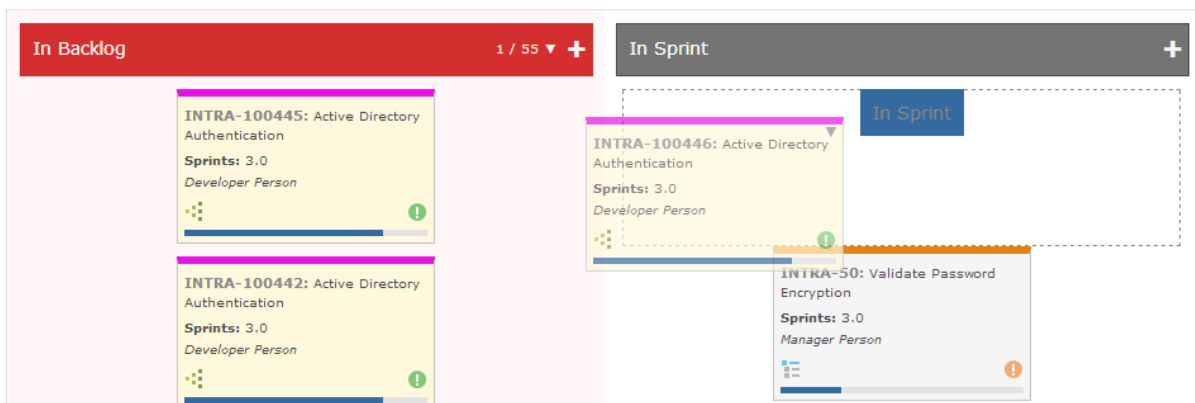 In Backlog
1 / 55 ▼ +
In Sprint
+
INTRA-100445: Active Directory
Authentication
Sprints: 3.0
Developer Person
INTRA-100442: Active Directory
Authentication
Sprints: 3.0
Developer Person
In Sprint
INTRA-100446: Active Directory
Authentication
Sprints: 3.0
Developer Person
INTRA-50: Validate Password
Encryption
Sprints: 3.0
Manager Person